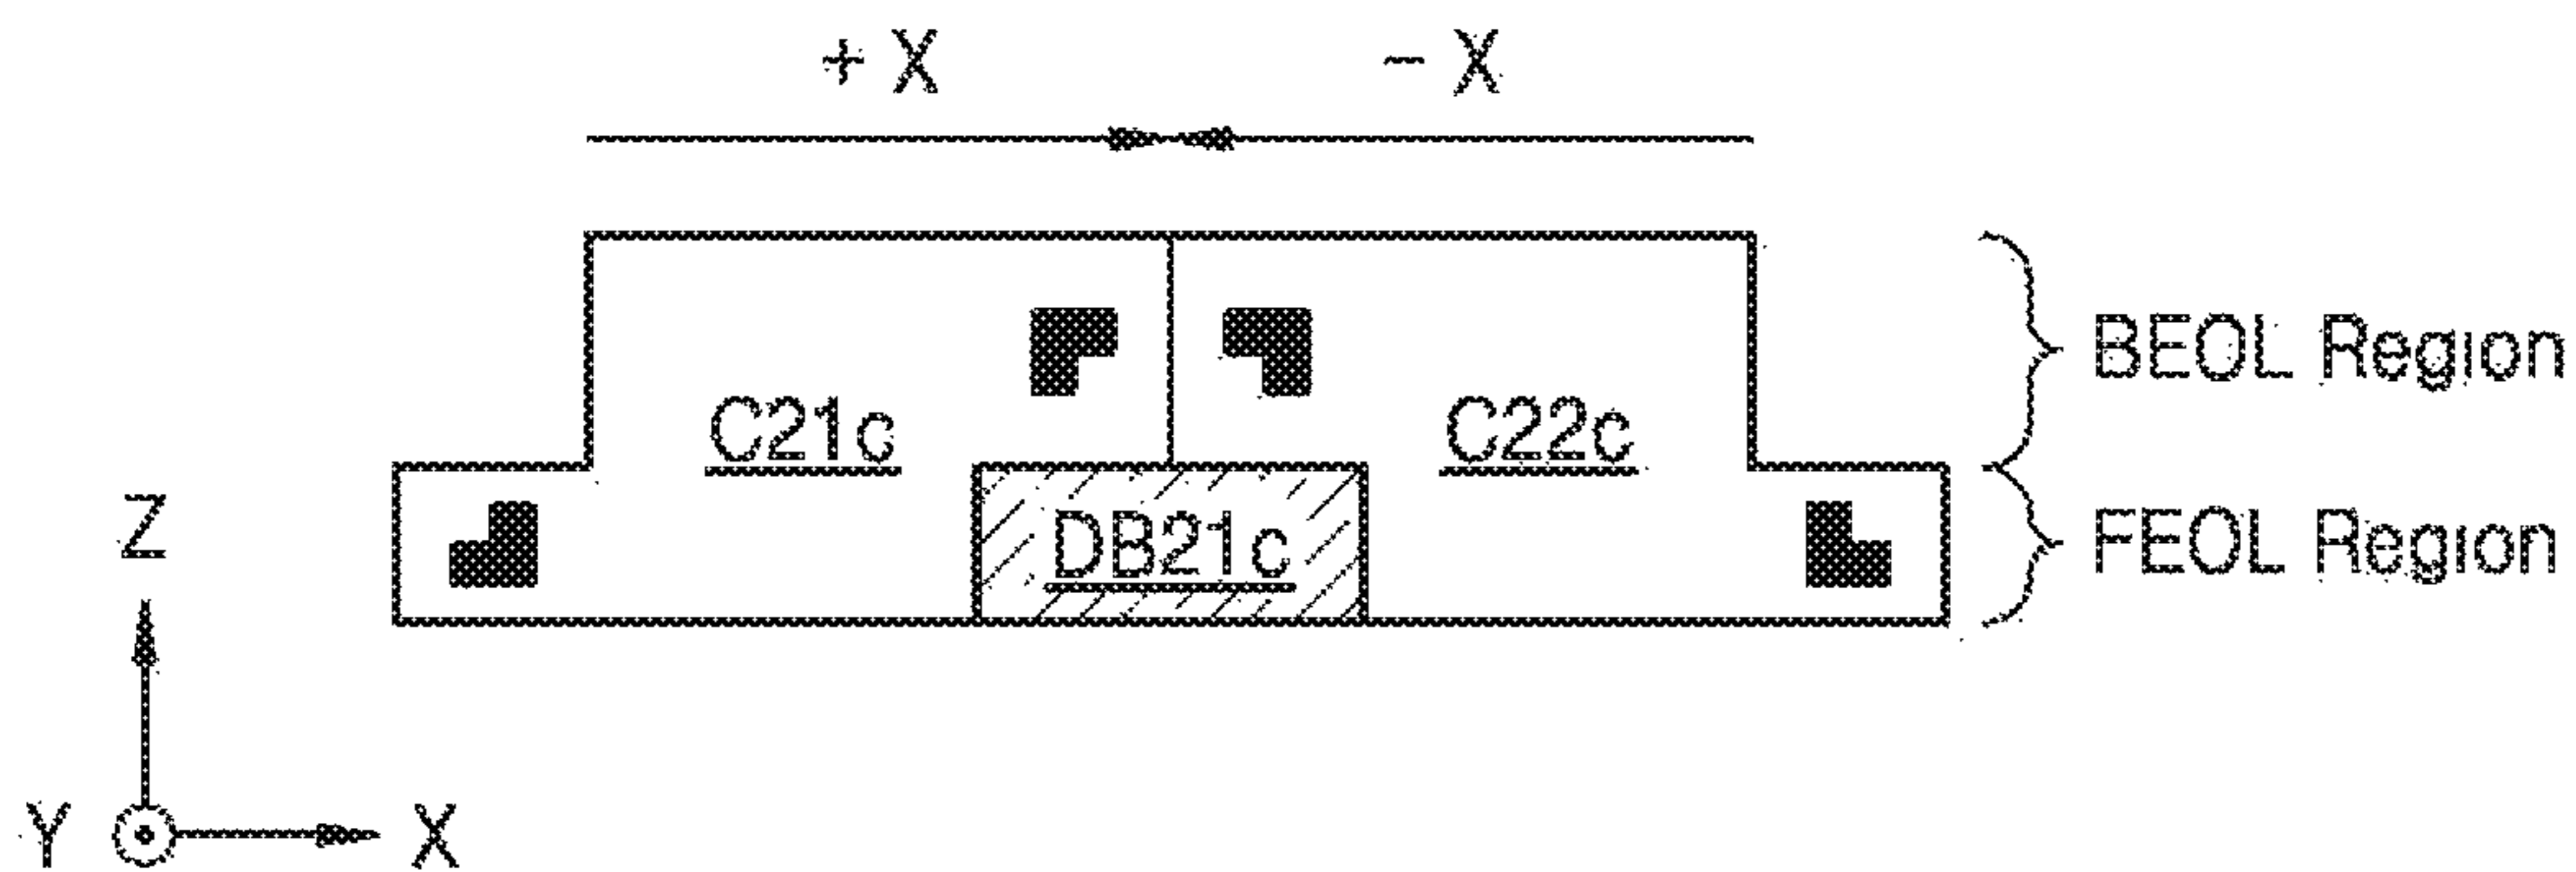 + X
- X
BEOL Region
C21c
C22c
DB21c
FEOL Region
Z
Y
X